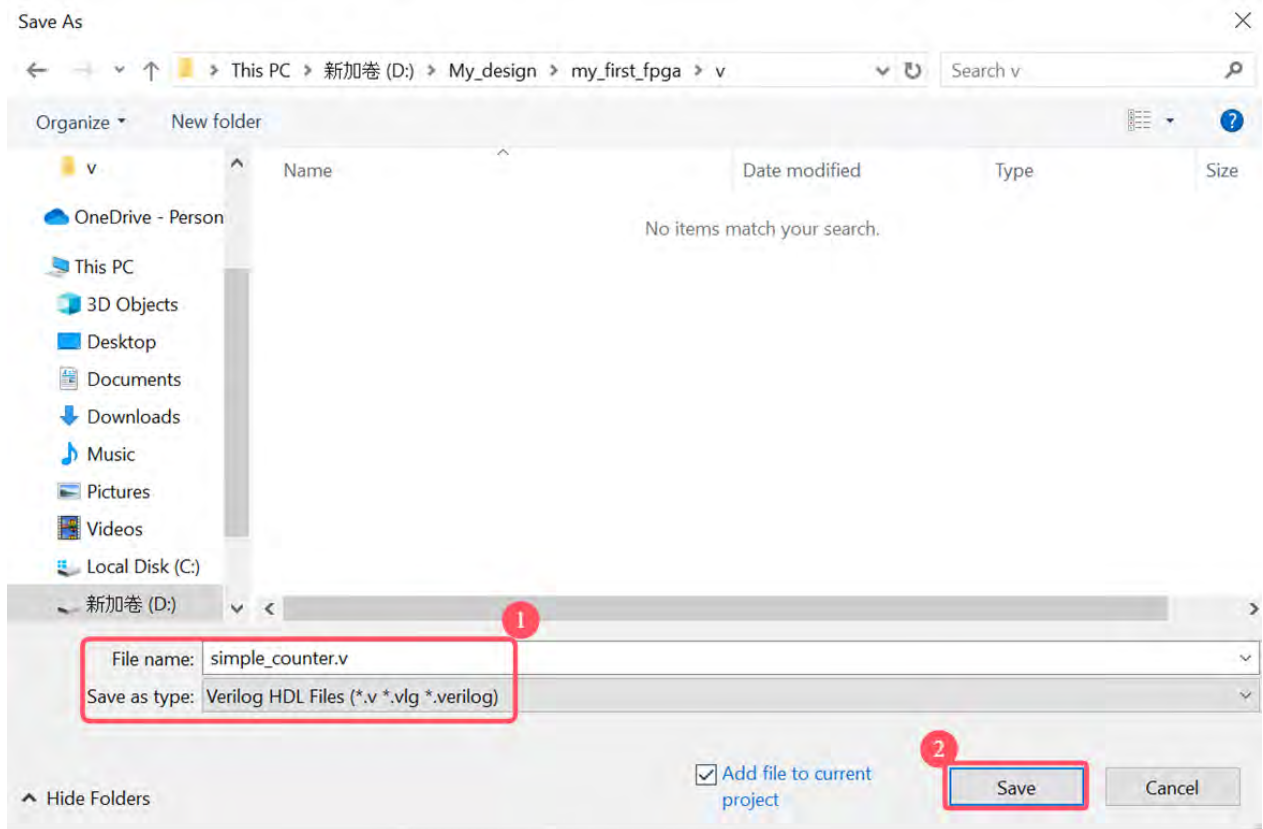 Save As
This PC > 新加卷 (D:) > My_design > my_first_fpga > v
Search v
Organize
New folder
Name
Date modified
Type
Size
v
OneDrive - Person
This PC
3D Objects
Desktop
Documents
Downloads
Music
Pictures
Videos
Local Disk (C:)
新加卷 (D:)
No items match your search.
1
File name: simple_counter.v
Save as type: Verilog HDL Files (*.v *.vlg *.verilog)
2
Add file to current
project
Save
Cancel
Hide Folders